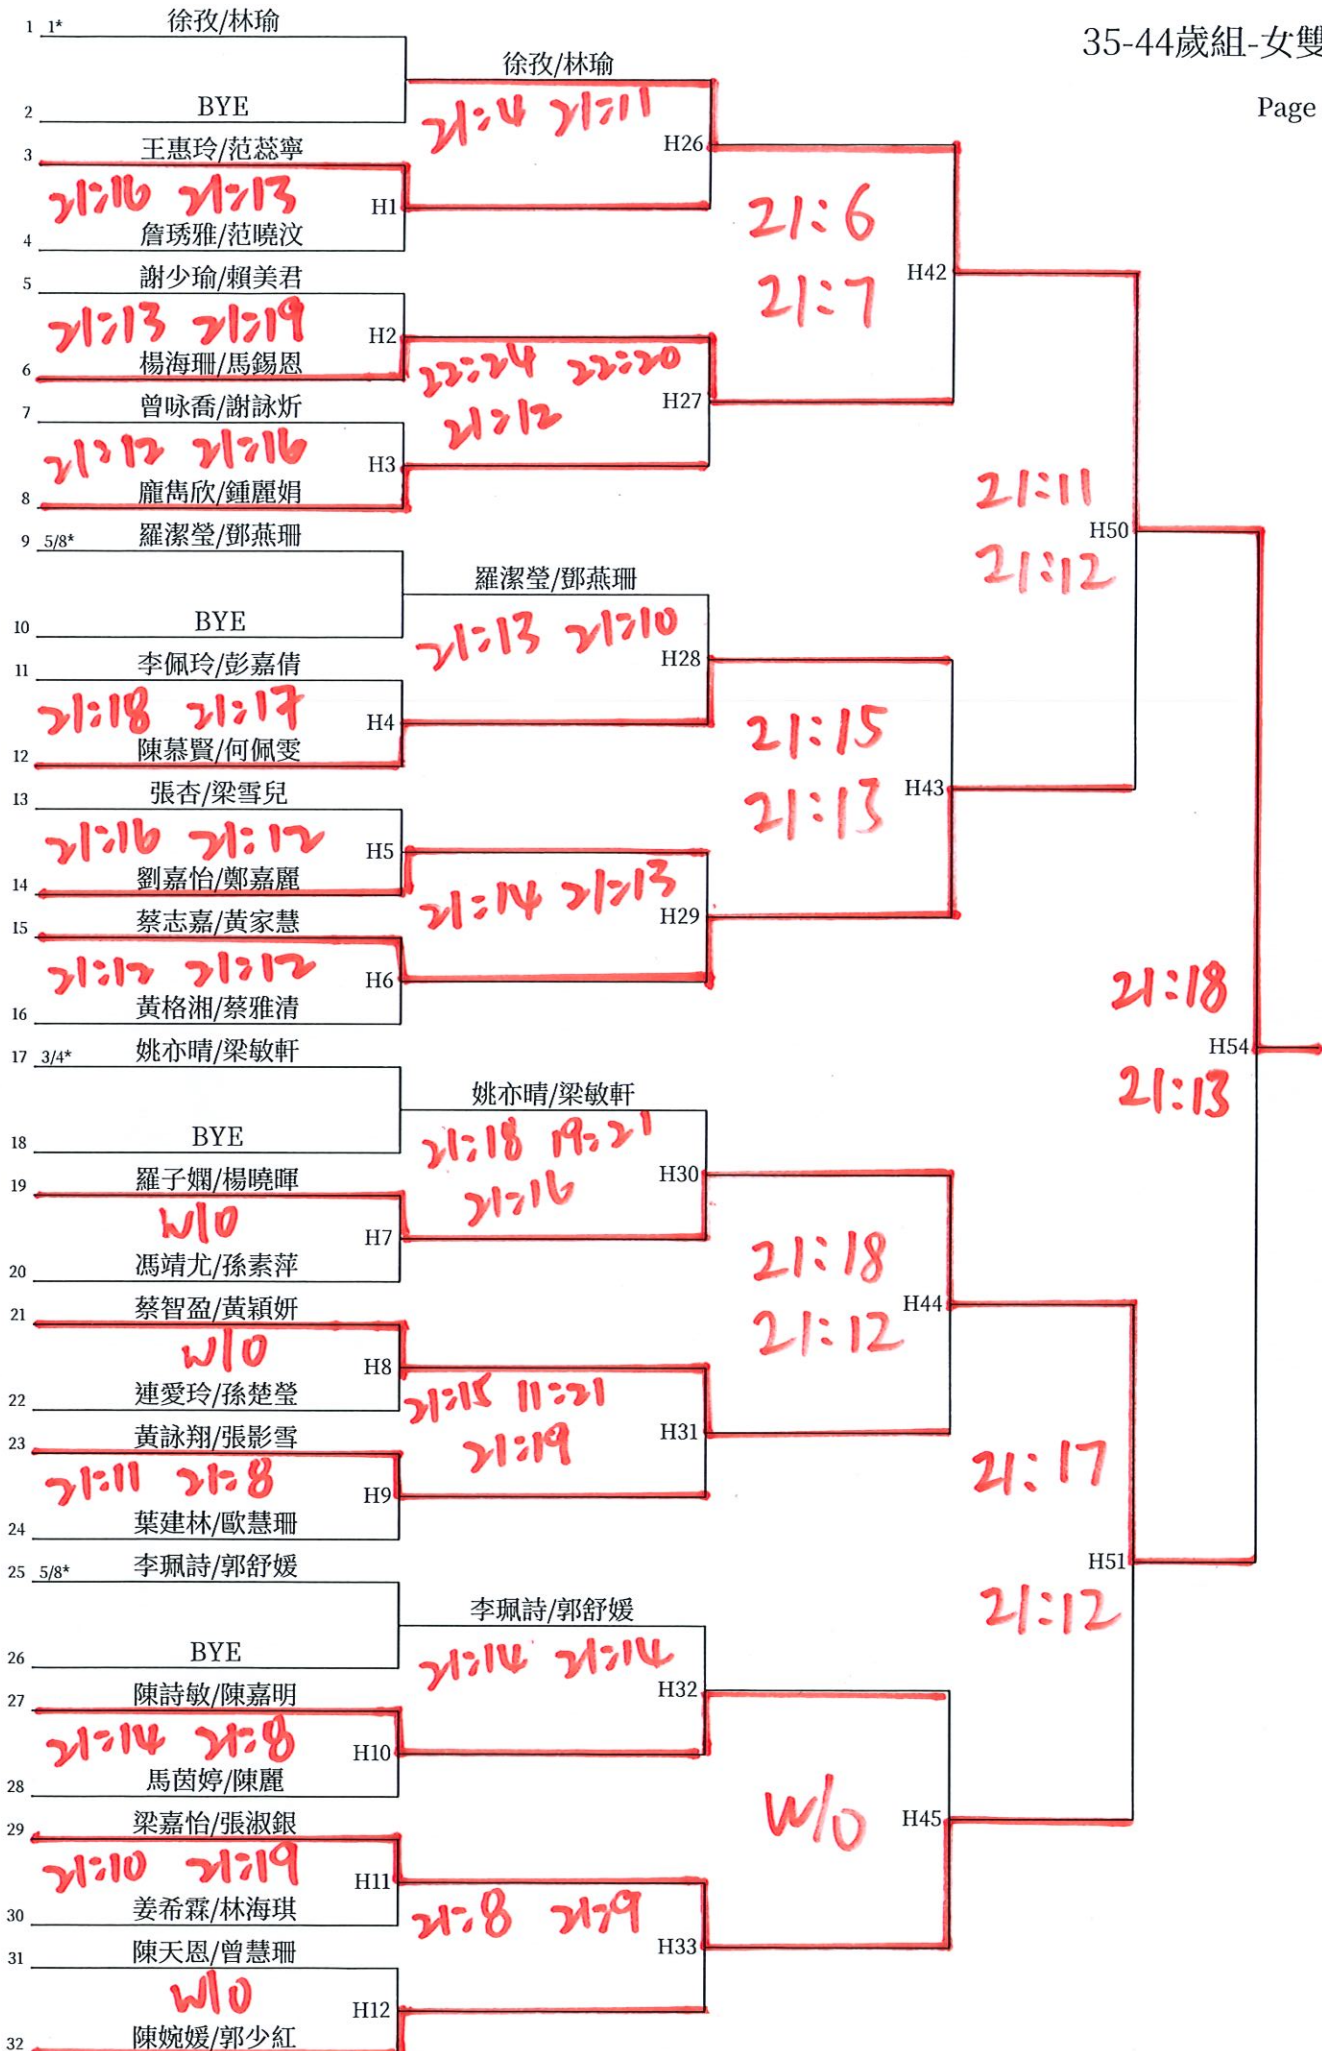 35-44歲組-女雙
Page
1 1* 徐孜/林瑜
徐孜/林瑜
2 BYE
21:4 21:11
H26
3 王惠玲/范蕊寧
21:16 21:13
H1
4 詹琇雅/范曉汶
21:6
21:7
H42
5 謝少瑜/賴美君
21:13 21:19
H2
6 楊海珊/馬錫恩
22:24 22:20
21:12
H27
7 曾咏喬/謝詠炘
21:12 21:16
H3
8 龐雋欣/鍾麗娟
21:11
H50
21:12
9 5/8* 羅潔瑩/鄧燕珊
羅潔瑩/鄧燕珊
10 BYE
21:13 21:10
H28
11 李佩玲/彭嘉倩
21:18 21:17
H4
12 陳慕賢/何佩雯
21:15
21:13
H43
13 張杏/梁雪兒
21:16 21:12
H5
14 劉嘉怡/鄭嘉麗
21:14 21:13
H29
15 蔡志嘉/黃家慧
21:12 21:12
H6
16 黃格湘/蔡雅清
21:18
H54
21:13
17 3/4* 姚亦晴/梁敏軒
姚亦晴/梁敏軒
18 BYE
21:18 19:21
21:16
H30
19 羅子嫻/楊曉暉
W/O
H7
20 馮靖尤/孫素萍
21:18
21:12
H44
21 蔡智盈/黃穎妍
W/O
H8
22 連愛玲/孫楚瑩
21:15 11:21
21:19
H31
23 黃詠翔/張影雪
21:11 21:8
H9
24 葉建林/歐慧珊
21:17
H51
21:12
25 5/8* 李珮詩/郭舒媛
李珮詩/郭舒媛
26 BYE
21:14 21:14
H32
27 陳詩敏/陳嘉明
21:14 21:8
H10
28 馬茵婷/陳麗
W/O
H45
29 梁嘉怡/張淑銀
21:10 21:19
H11
30 姜希霖/林海琪
21:8 21:9
H33
31 陳天恩/曾慧珊
W/O
H12
32 陳婉媛/郭少紅